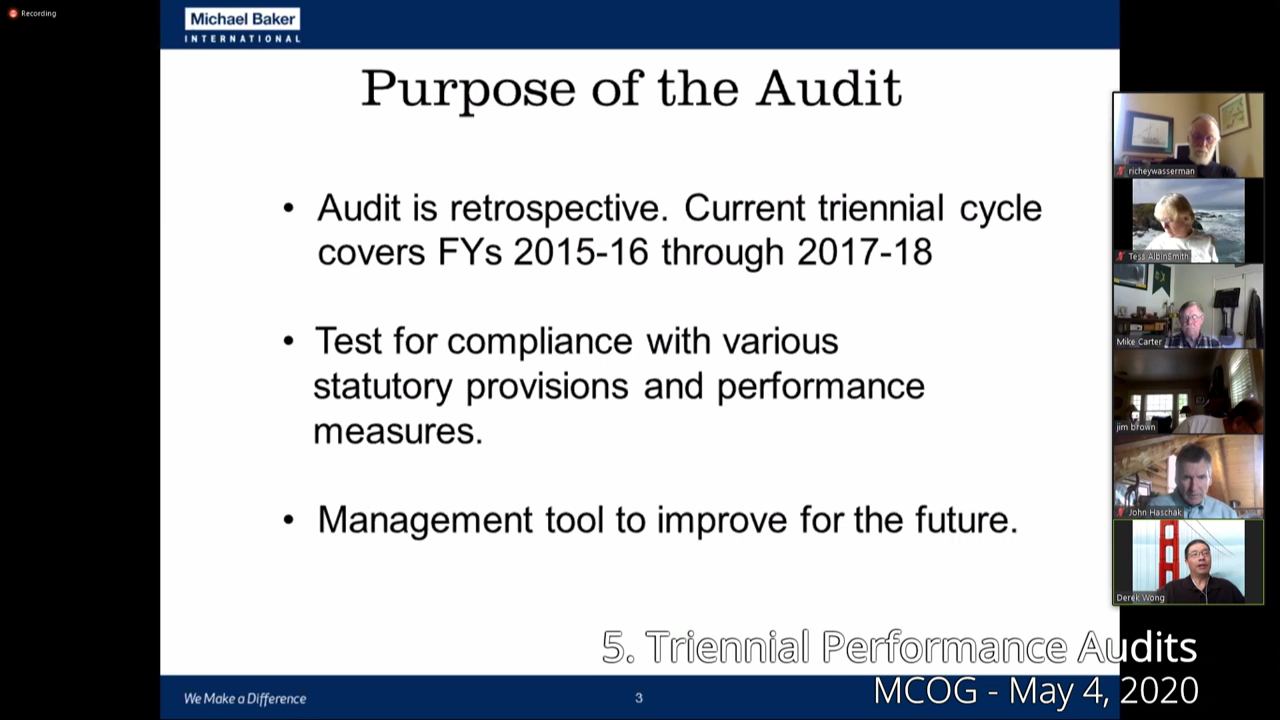 Recording
Michael Baker
INTERNATIONAL
Purpose of the Audit
• Audit is retrospective. Current triennial cycle
covers FYs 2015-16 through 2017-18
• Test for compliance with various
statutory provisions and performance
measures.
• Management tool to improve for the future.
richeywasserman
Tess AlbinSmith
Mike Carter
jim brown
John Haschak
Derek Wong
5. Triennial Performance Audits
MCOG - May 4, 2020
We Make a Difference
3